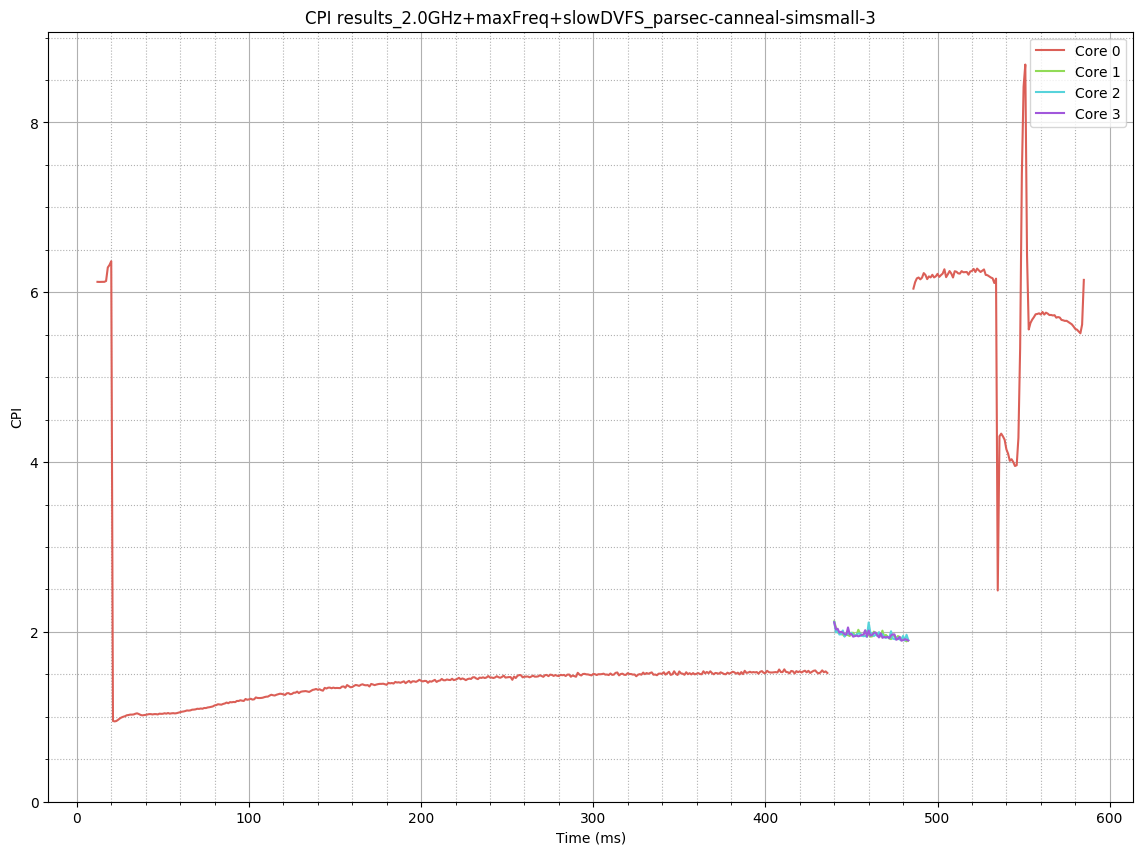 CPI results_2.0GHz+maxFreq+slowDVFS_parsec-canneal-simsmall-3
Core 0
Core 1
Core 2
Core 3
CPI
8
6
4
2
0
0 100 200 300 400 500 600
Time (ms)